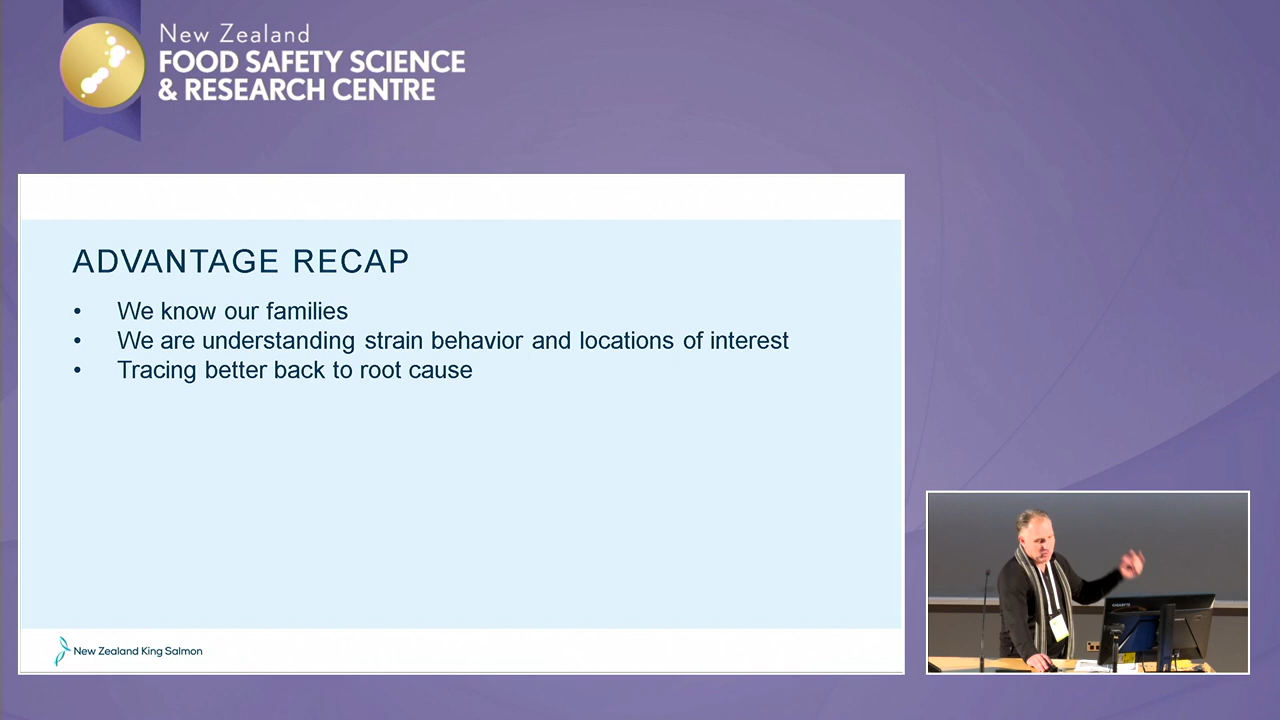 New Zealand
FOOD SAFETY SCIENCE
& RESEARCH CENTRE
ADVANTAGE RECAP
• We know our families
• We are understanding strain behavior and locations of interest
• Tracing better back to root cause
New Zealand King Salmon
GIGABYTE